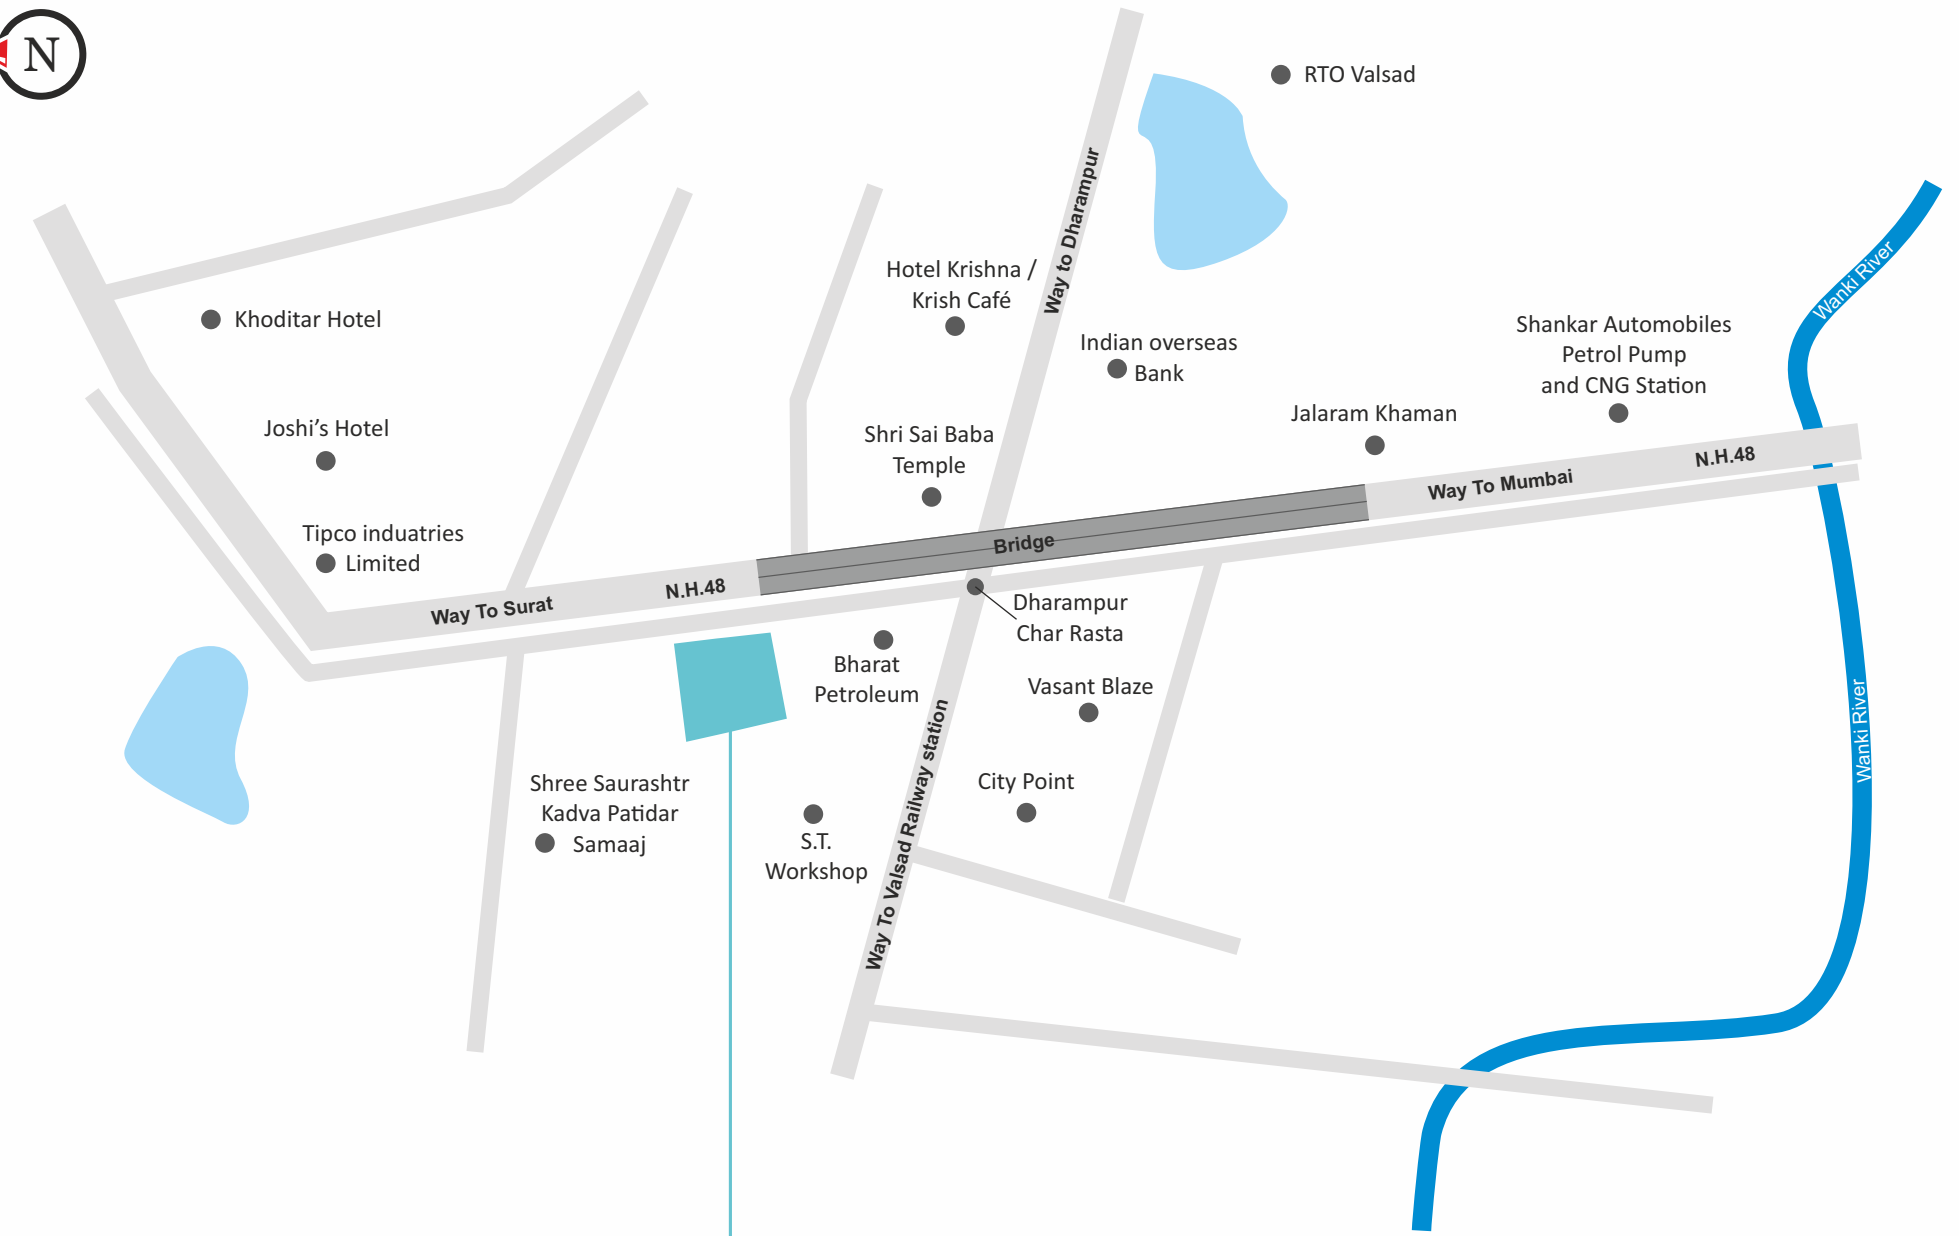 N
RTO Valsad
Way to Dharampur
Wanki River
Hotel Krishna /
Krish Café
Khoditar Hotel
Indian overseas
Bank
Shankar Automobiles
Petrol Pump
and CNG Station
Jalaram Khaman
Joshi's Hotel
Shri Sai Baba
Temple
N.H.48
Way To Mumbai
Tipco induatries
Limited
Bridge
N.H.48
Way To Surat
Dharampur
Char Rasta
Bharat
Petroleum
Vasant Blaze
Wanki River
Way To Valsad Railway station
Shree Saurashtr
Kadva Patidar
Samaaj
City Point
S.T.
Workshop